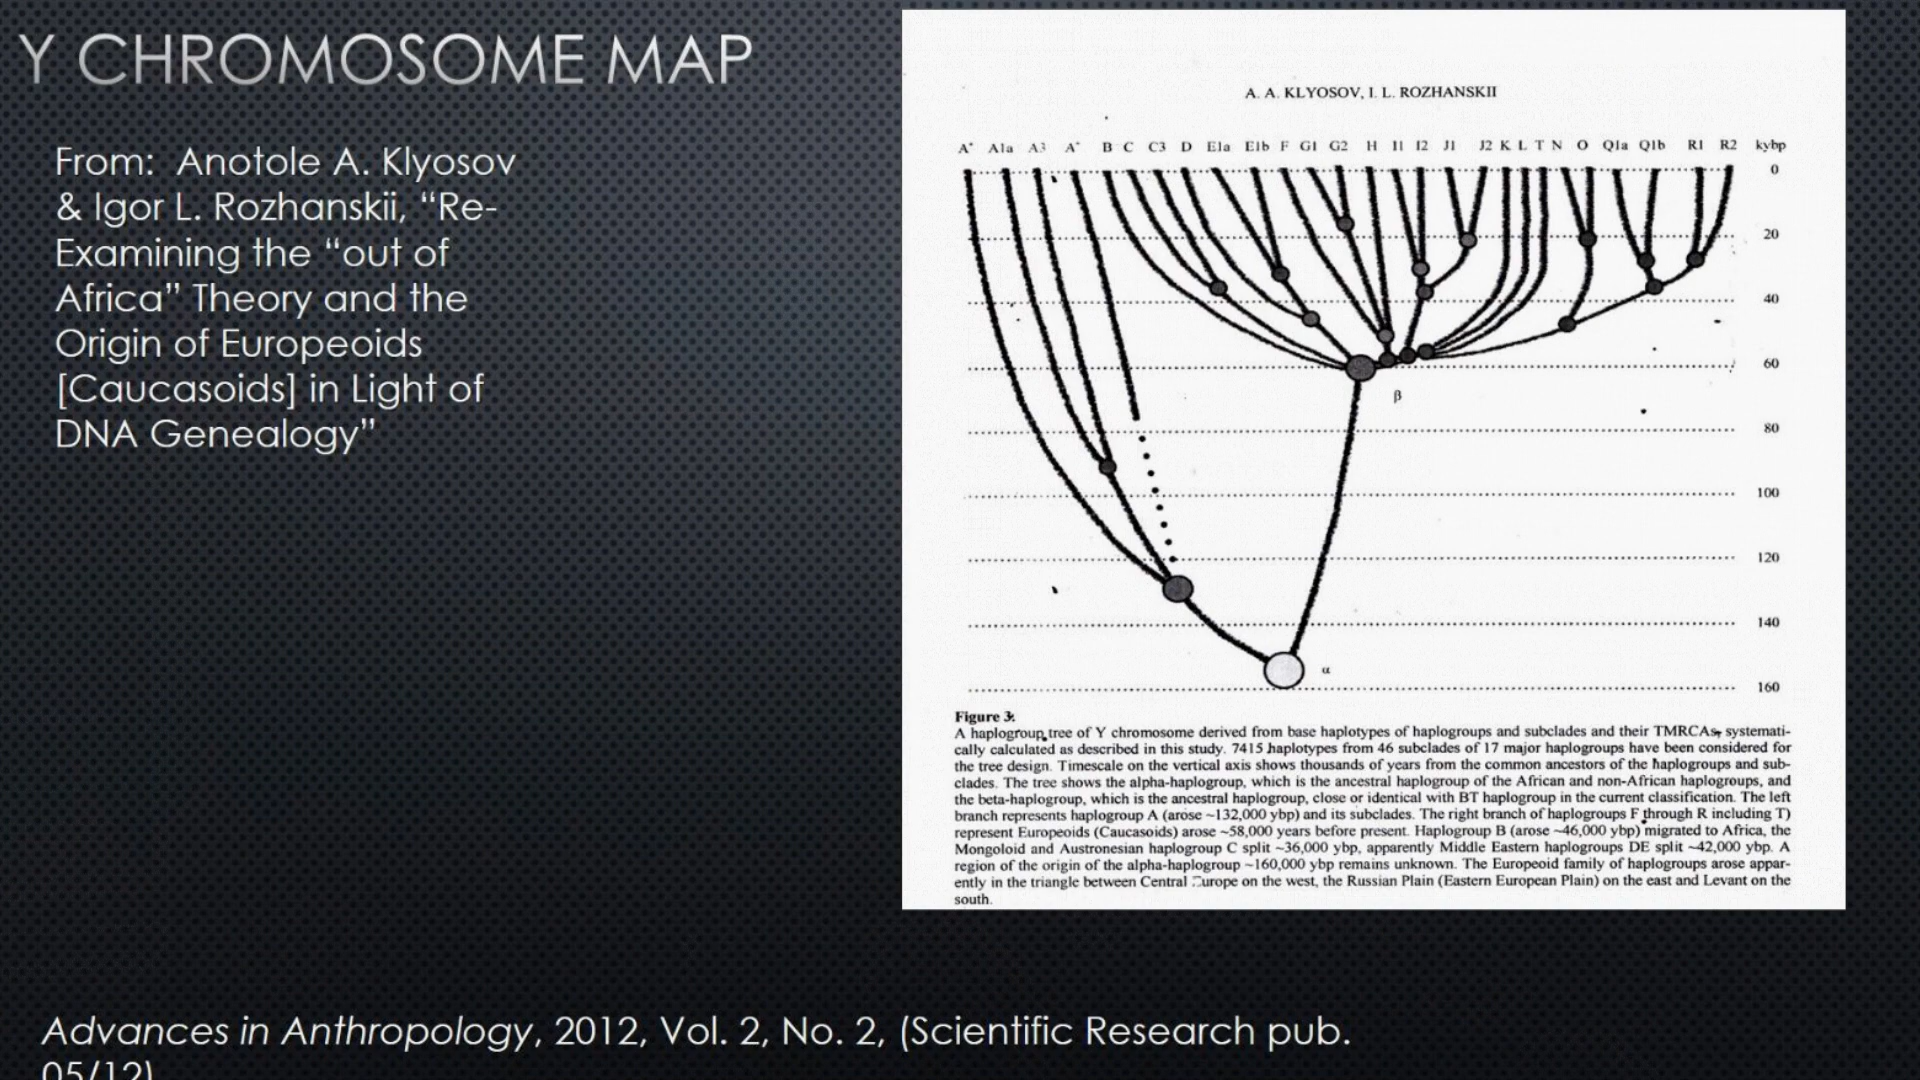 Y CHROMOSOME MAP
From: Anotole A. Klyosov
& Igor L. Rozhanskii, “Re-
Examining the “out of
Africa” Theory and the
Origin of Europeoids
[Caucasoids] in Light of
DNA Genealogy”
A. A. KLYOSOV, I. L. ROZHANSKII
A* A1a A3 A* B C C3 D E1a E1b F G1 G2 H I1 I2 J1 J2 K L T N O Q1a Q1b R1 R2 kybp
0
20
40
60
β
80
100
120
140
α
160
Figure 3.
A haplogroup tree of Y chromosome derived from base haplotypes of haplogroups and subclades and their TMRCAs, systemati-
cally calculated as described in this study. 7415 haplotypes from 46 subclades of 17 major haplogroups have been considered for
the tree design. Timescale on the vertical axis shows thousands of years from the common ancestors of the haplogroups and sub-
clades. The tree shows the alpha-haplogroup, which is the ancestral haplogroup of the African and non-African haplogroups, and
the beta-haplogroup, which is the ancestral haplogroup, close or identical with BT haplogroup in the current classification. The left
branch represents haplogroup A (arose ~132,000 ybp) and its subclades. The right branch of haplogroups F through R including T)
represent Europeoids (Caucasoids) arose ~58,000 years before present. Haplogroup B (arose ~46,000 ybp) migrated to Africa, the
Mongoloid and Austronesian haplogroup C split ~36,000 ybp, apparently Middle Eastern haplogroups DE split ~42,000 ybp. A
region of the origin of the alpha-haplogroup ~160,000 ybp remains unknown. The Europeoid family of haplogroups arose appar-
ently in the triangle between Central Europe on the west, the Russian Plain (Eastern European Plain) on the east and Levant on the
south.
Advances in Anthropology, 2012, Vol. 2, No. 2, (Scientific Research pub.
05/12)